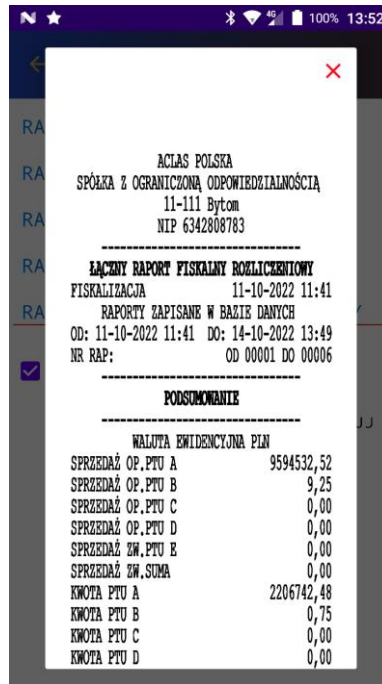 100% 13:52
RA
RA
RA
RA
RA
ACLAS POLSKA
SPÓŁKA Z OGRANICZONĄ ODPOWIEDZIALNOŚCIĄ
11-111 Bytom
NIP 6342808783
ŁĄCZNY RAPORT FISKALNY ROZLICZENIOWY
FISKALIZACJA 11-10-2022 11:41
RAPORTY ZAPISANE W BAZIE DANYCH
OD: 11-10-2022 11:41 DO: 14-10-2022 13:49
NR RAP: OD 00001 DO 00006
PODSUMOWANIE
WALUTA EWIDENCYJNA PLN
SPRZEDAŻ OP.PTU A 9594532,52
SPRZEDAŻ OP.PTU B 9,25
SPRZEDAŻ OP.PTU C 0,00
SPRZEDAŻ OP.PTU D 0,00
SPRZEDAŻ ZW.PTU E 0,00
SPRZEDAŻ ZW.SUMA 0,00
KWOTA PTU A 2206742,48
KWOTA PTU B 0,75
KWOTA PTU C 0,00
KWOTA PTU D 0,00